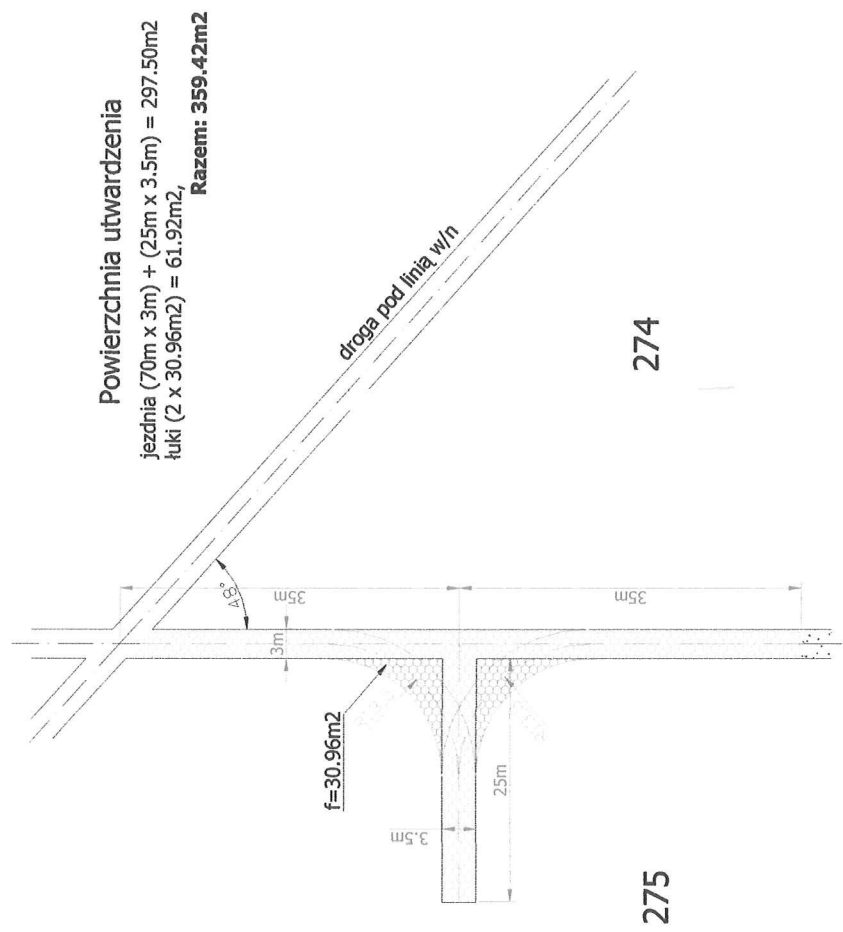 Powierzchnia utwardzenia
jezdnia (70m x 3m) + (25m x 3.5m) = 297.50m2
łuki (2 x 30.96m2) = 61.92m2,
Razem: 359.42m2
droga pod linią w/n
274
48°
35m
35m
3m
f=30.96m2
25m
3.5m
275